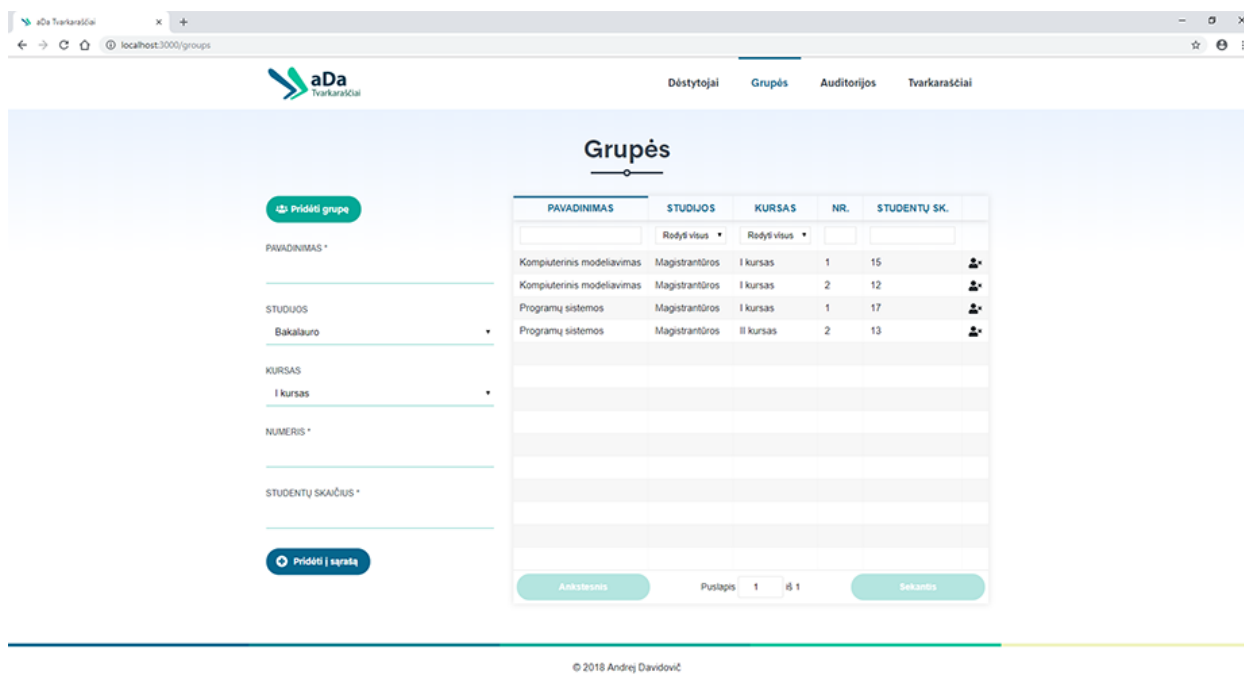 aDa Tvarkaraščiai
localhost:3000/groups
aDa
Tvarkaraščiai
Dėstytojai Grupės Auditorijos Tvarkaraščiai
Grupės
Pridėti grupę
PAVADINIMAS *
STUDIJOS
Bakalauro
KURSAS
I kursas
NUMERIS *
STUDENTŲ SKAIČIUS *
Pridėti į sąrašą
PAVADINIMAS STUDIJOS KURSAS NR. STUDENTŲ SK.
Rodyti visus Rodyti visus
Kompiuterinis modeliavimas Magistrantūros I kursas 1 15
Kompiuterinis modeliavimas Magistrantūros I kursas 2 12
Programų sistemos Magistrantūros I kursas 1 17
Programų sistemos Magistrantūros II kursas 2 13
Ankstesnis Puslapis 1 iš 1 Sekantis
© 2018 Andrej Davidovič